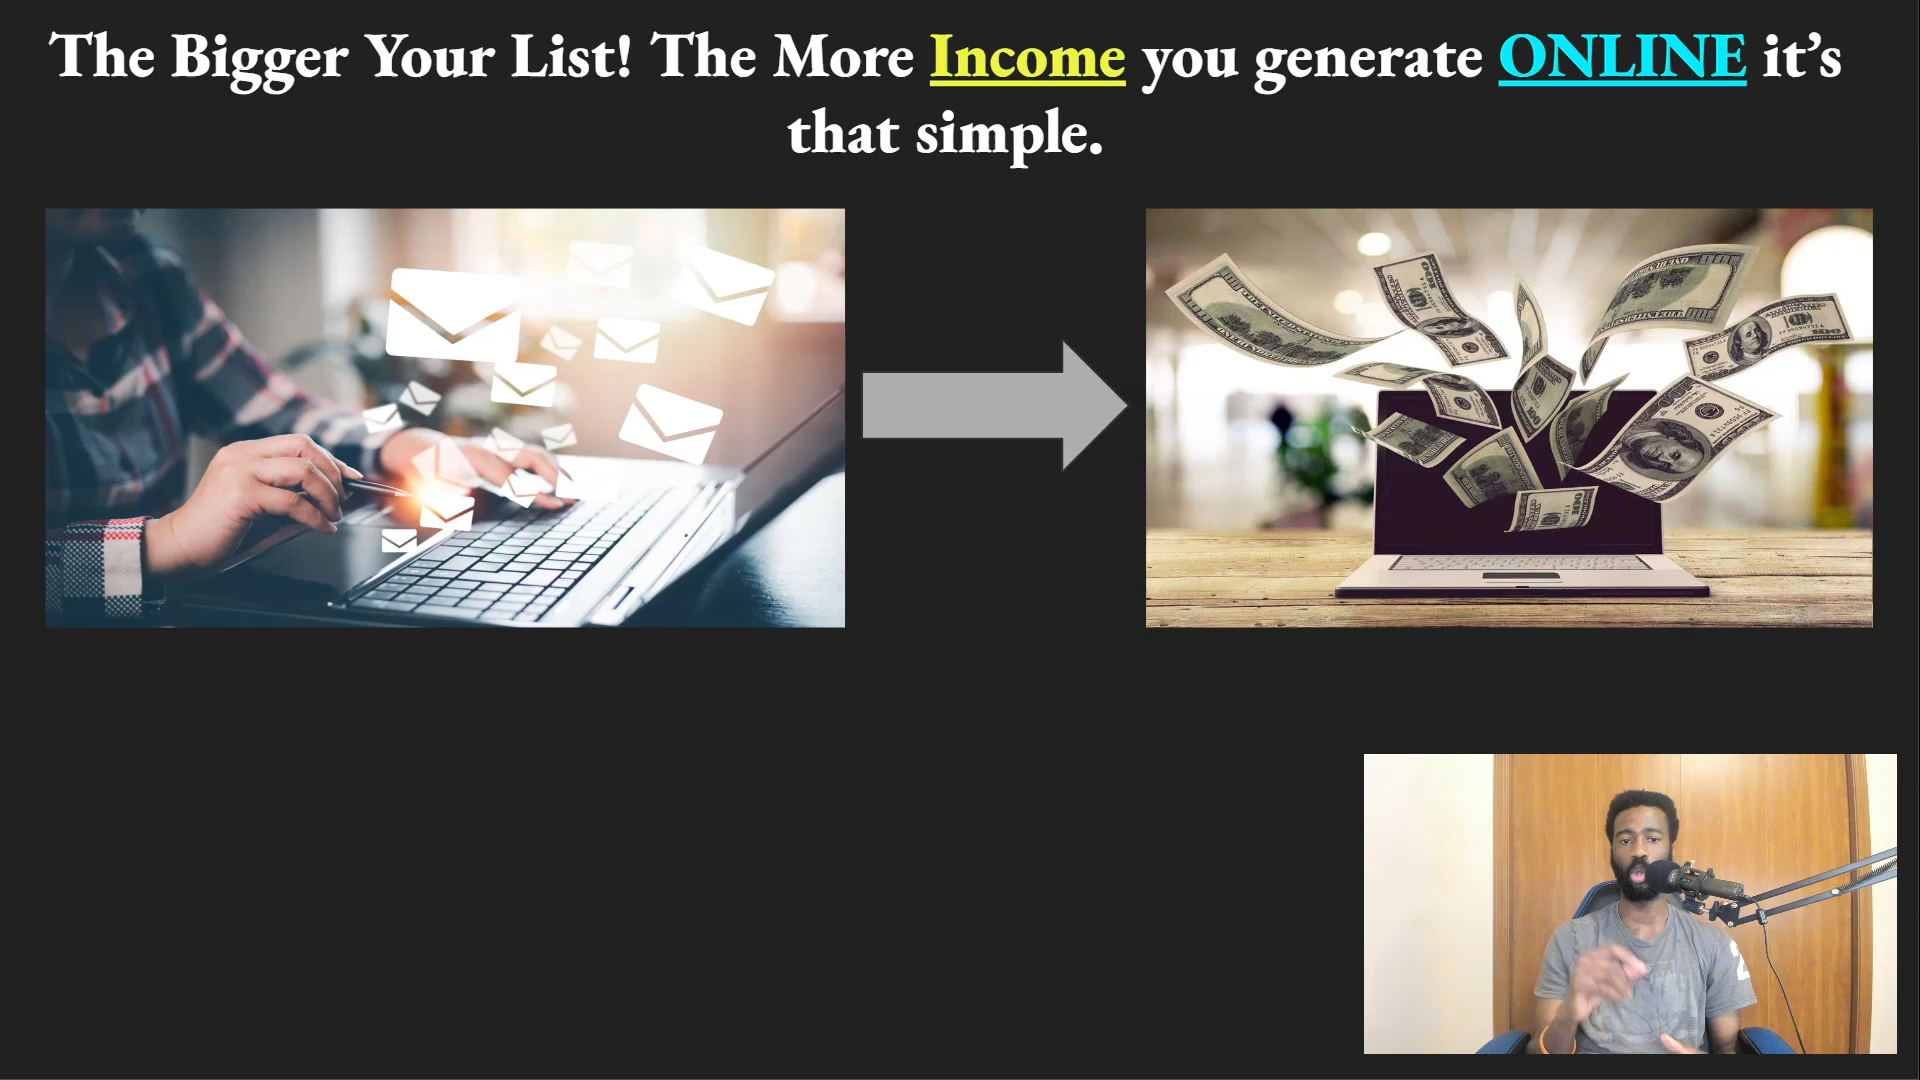 The Bigger Your List! The More Income you generate ONLINE it’s
that simple.